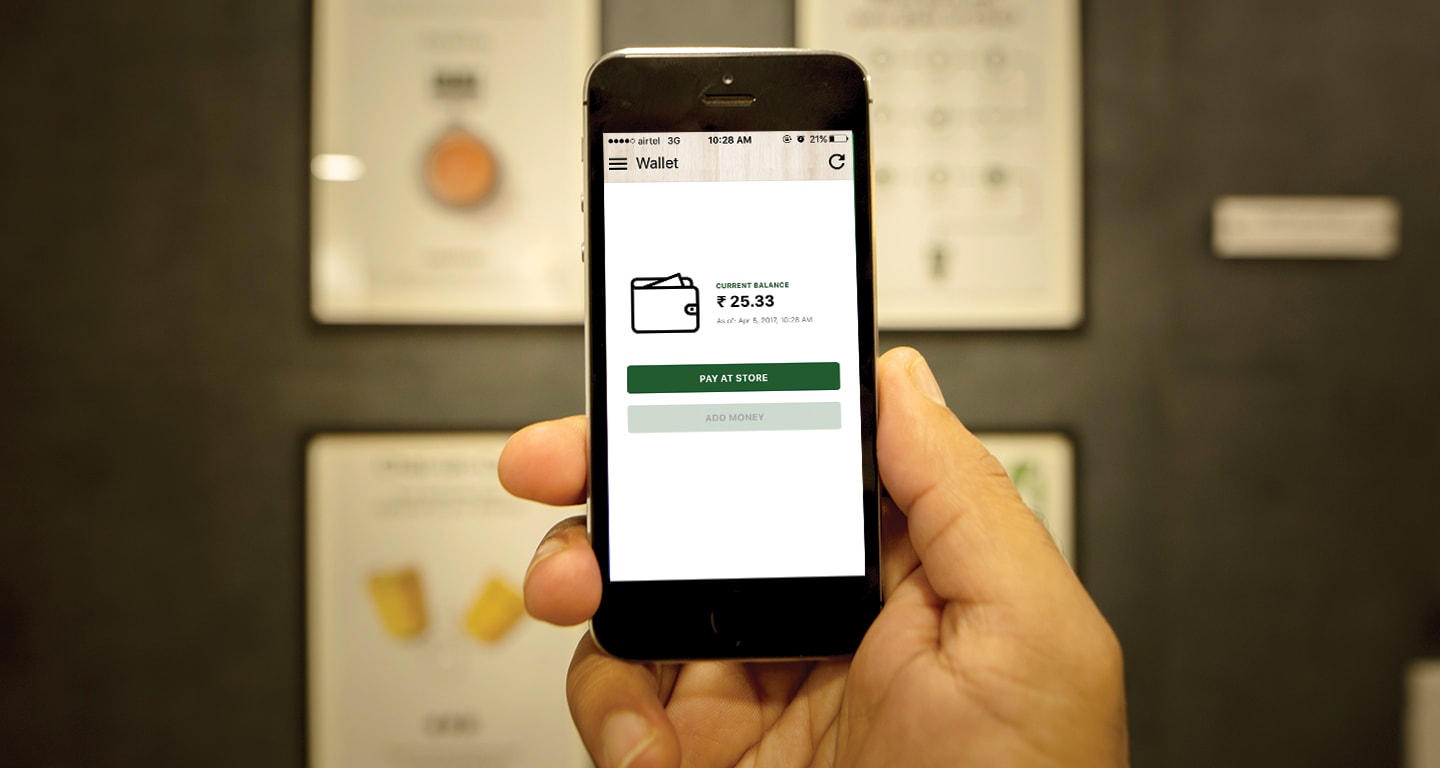 airtel 3G 10:28 AM 21%
Wallet
CURRENT BALANCE
₹ 25.33
As of: Apr 5, 2017, 10:28 AM
PAY AT STORE
ADD MONEY